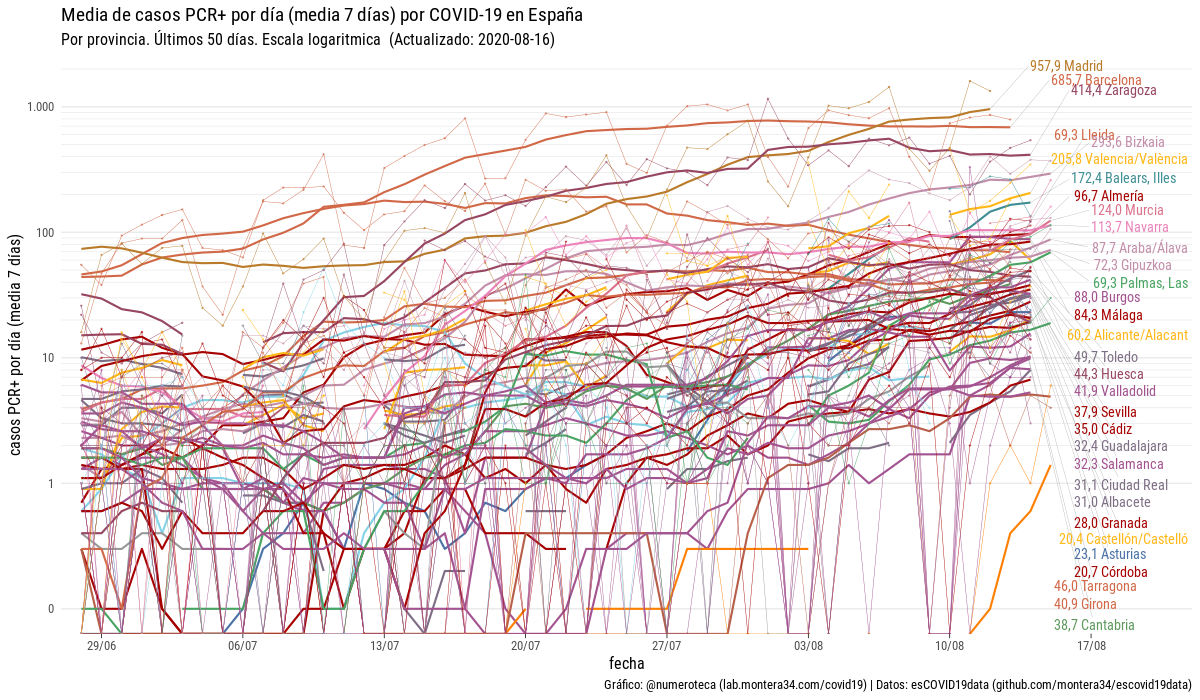 Media de casos PCR+ por día (media 7 días) por COVID-19 en España
Por provincia. Últimos 50 días. Escala logaritmica (Actualizado: 2020-08-16)
casos PCR+ por día (media 7 días)
1.000
100
10
1
0
957,9 Madrid
685,7 Barcelona
414,4 Zaragoza
69,3 Lleida
293,6 Bizkaia
205,8 Valencia/València
172,4 Balears, Illes
96,7 Almería
124,0 Murcia
113,7 Navarra
87,7 Araba/Álava
72,3 Gipuzkoa
69,3 Palmas, Las
88,0 Burgos
84,3 Málaga
60,2 Alicante/Alacant
49,7 Toledo
44,3 Huesca
41,9 Valladolid
37,9 Sevilla
35,0 Cádiz
32,4 Guadalajara
32,3 Salamanca
31,1 Ciudad Real
31,0 Albacete
28,0 Granada
20,4 Castellón/Castelló
23,1 Asturias
20,7 Córdoba
46,0 Tarragona
40,9 Girona
38,7 Cantabria
29/06
06/07
13/07
20/07
27/07
03/08
10/08
17/08
fecha
Gráfico: @numeroteca (lab.montera34.com/covid19) | Datos: esCOVID19data (github.com/montera34/escovid19data)